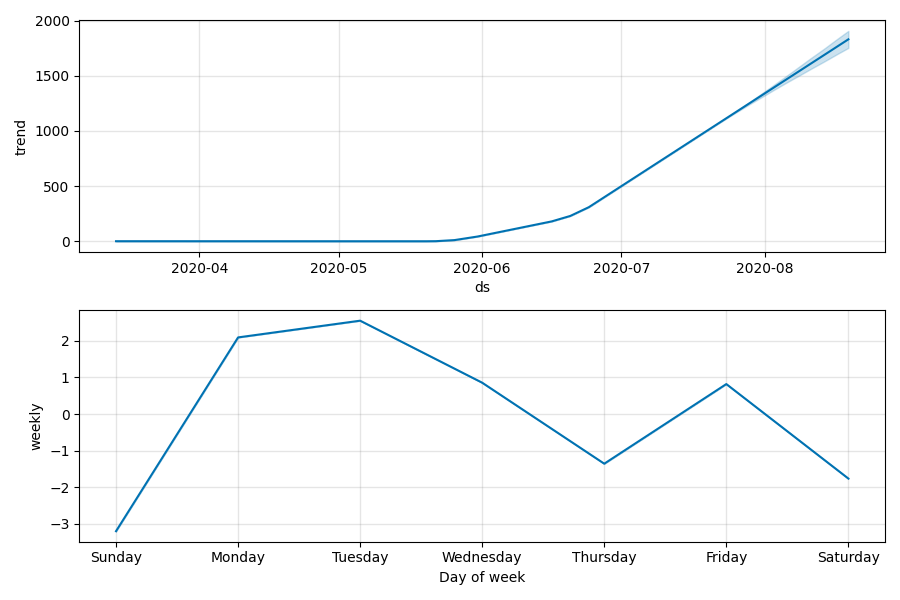 2000
1500
1000
500
0
trend
2020-04 2020-05 2020-06 2020-07 2020-08
ds
2
1
0
−1
−2
−3
weekly
Sunday Monday Tuesday Wednesday Thursday Friday Saturday
Day of week